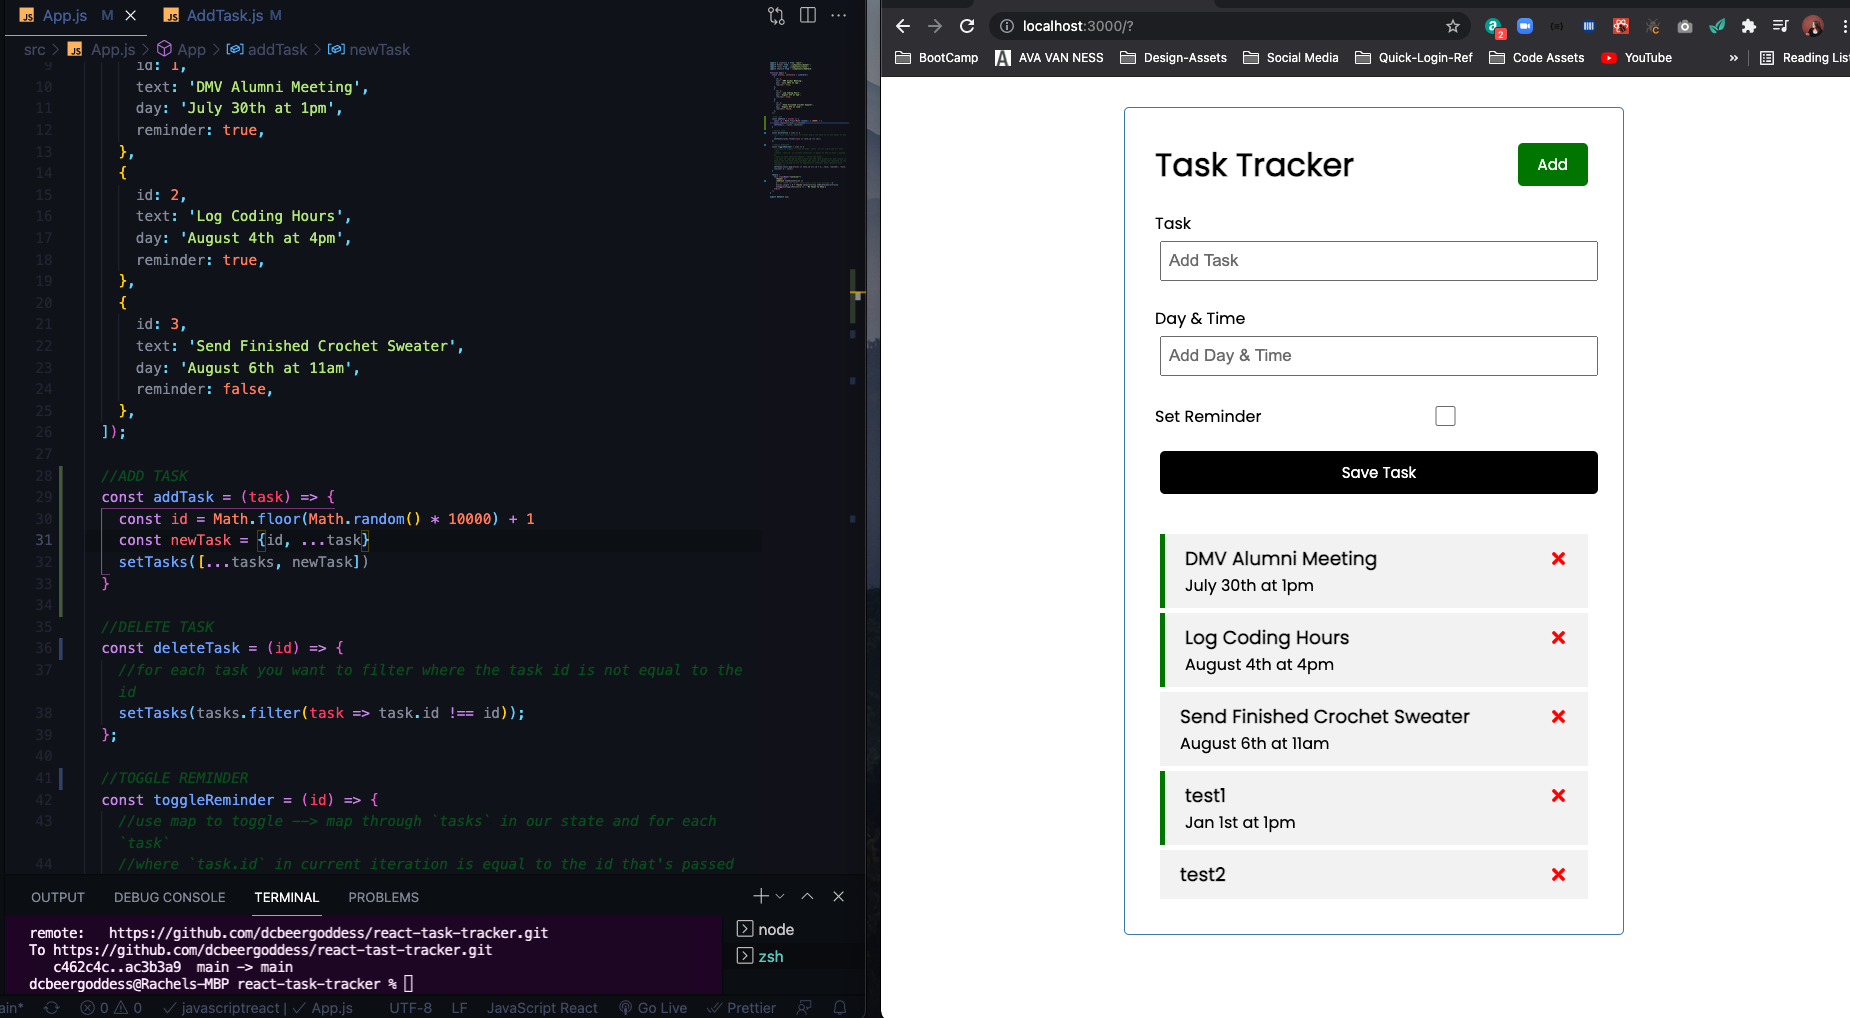 App.js M
AddTask.js M
src > App.js > App > addTask > newTask
9 id: 1,
10 text: 'DMV Alumni Meeting',
11 day: 'July 30th at 1pm',
12 reminder: true,
13 },
14 {
15 id: 2,
16 text: 'Log Coding Hours',
17 day: 'August 4th at 4pm',
18 reminder: true,
19 },
20 {
21 id: 3,
22 text: 'Send Finished Crochet Sweater',
23 day: 'August 6th at 11am',
24 reminder: false,
25 },
26 ]);
27
28 //ADD TASK
29 const addTask = (task) => {
30 const id = Math.floor(Math.random() * 10000) + 1
31 const newTask = {id, ...task}
32 setTasks([...tasks, newTask])
33 }
34
35 //DELETE TASK
36 const deleteTask = (id) => {
37 //for each task you want to filter where the task id is not equal to the
id
38 setTasks(tasks.filter(task => task.id !== id));
39 };
40
41 //TOGGLE REMINDER
42 const toggleReminder = (id) => {
43 //use map to toggle --> map through `tasks` in our state and for each
`task`
44 //where `task.id` in current iteration is equal to the id that's passed
OUTPUT DEBUG CONSOLE TERMINAL PROBLEMS
remote: https://github.com/dcbeergoddess/react-task-tracker.git
To https://github.com/dcbeergoddess/react-tast-tracker.git
c462c4c..ac3b3a9 main -> main
dcbeergoddess@Rachels-MBP react-task-tracker %
node
zsh
ain* 0 0 javascriptreact | App.js UTF-8 LF JavaScript React Go Live Prettier
localhost:3000/?
2
BootCamp AVA VAN NESS Design-Assets Social Media Quick-Login-Ref Code Assets YouTube » Reading List
Task Tracker
Add
Task
Add Task
Day & Time
Add Day & Time
Set Reminder
Save Task
DMV Alumni Meeting
July 30th at 1pm
Log Coding Hours
August 4th at 4pm
Send Finished Crochet Sweater
August 6th at 11am
test1
Jan 1st at 1pm
test2